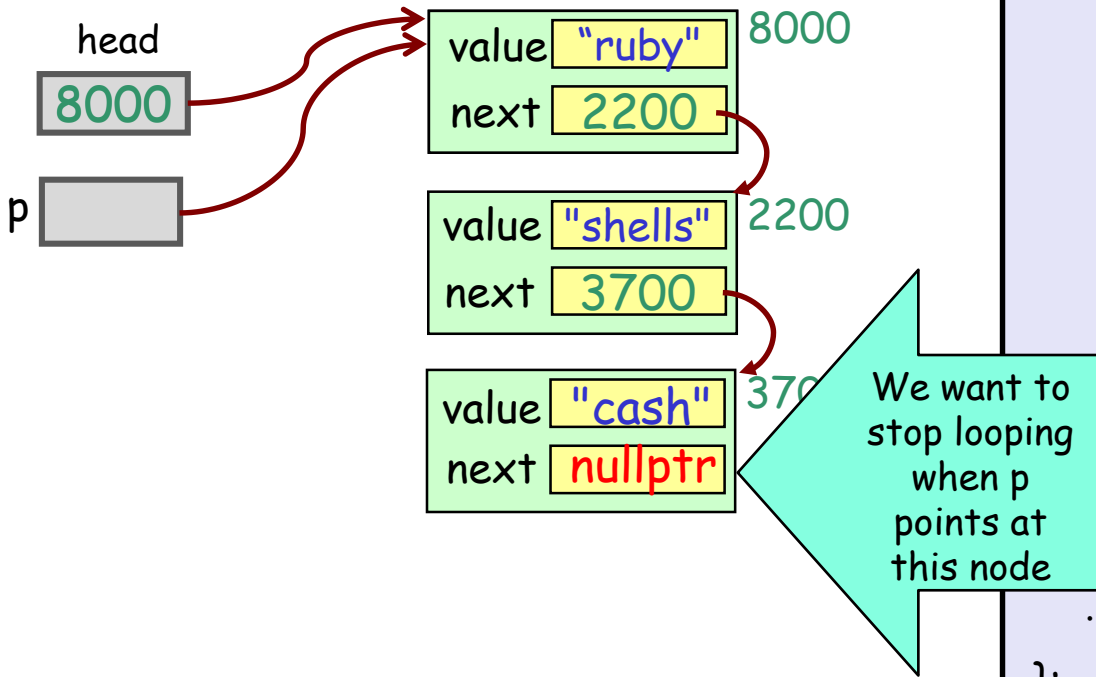 head
8000
p
value “ruby" 8000
next 2200
value "shells" 2200
next 3700
value "cash"
next nullptr
We want to
stop looping
when p
points at
this node
.
};